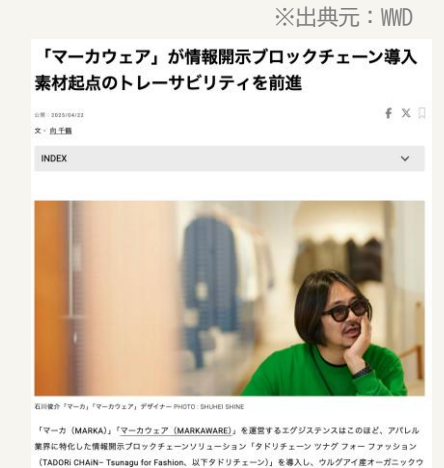 ※出典元：WWD
「マーカウェア」が情報開示ブロックチェーン導入
素材起点のトレーサビリティを前進
公開：2025/04/22
文・向千鶴
INDEX
石川俊介「マーカ」「マーカウェア」デザイナー PHOTO : SHUHEI SHINE
「マーカ（MARKA）」「マーカウェア（MARKAWARE）」を運営するエグジステンスはこのほど、アパレル
業界に特化した情報開示ブロックチェーンソリューション「タドリチェーン ツナグ フォー ファッション
（TADORi CHAiN– Tsunagu for Fashion、以下タドリチェーン）」を導入し、ウルグアイ産オーガニックウ